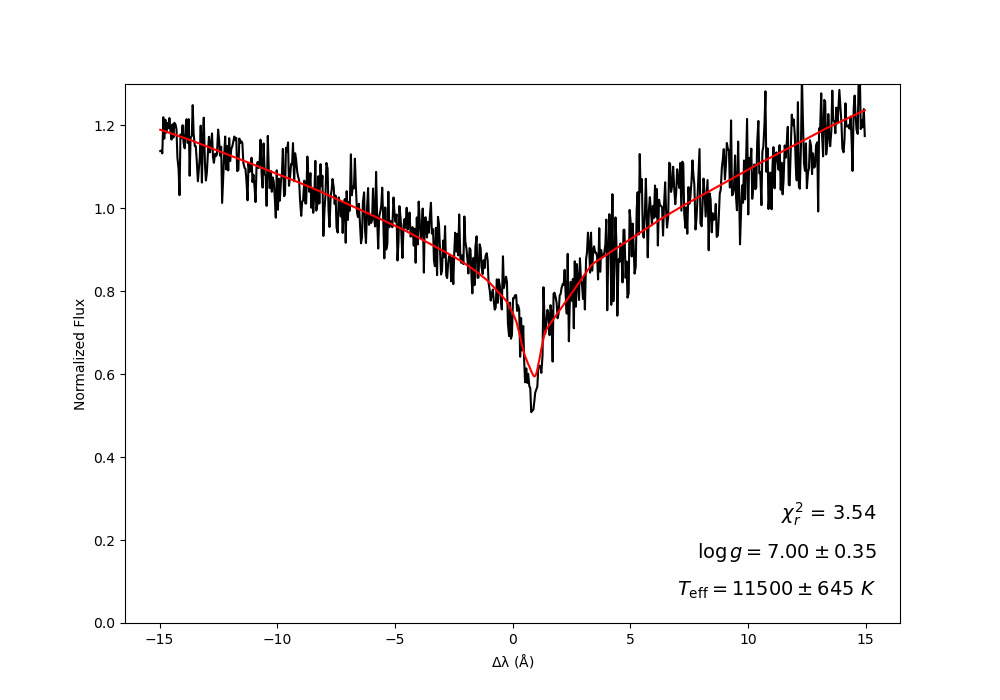 1.2
1.0
0.8
0.6
0.4
0.2
0.0
Normalized Flux
χ²ᵣ = 3.54
log g = 7.00 ± 0.35
T_eff = 11500 ± 645 K
−15 −10 −5 0 5 10 15
Δλ (Å)